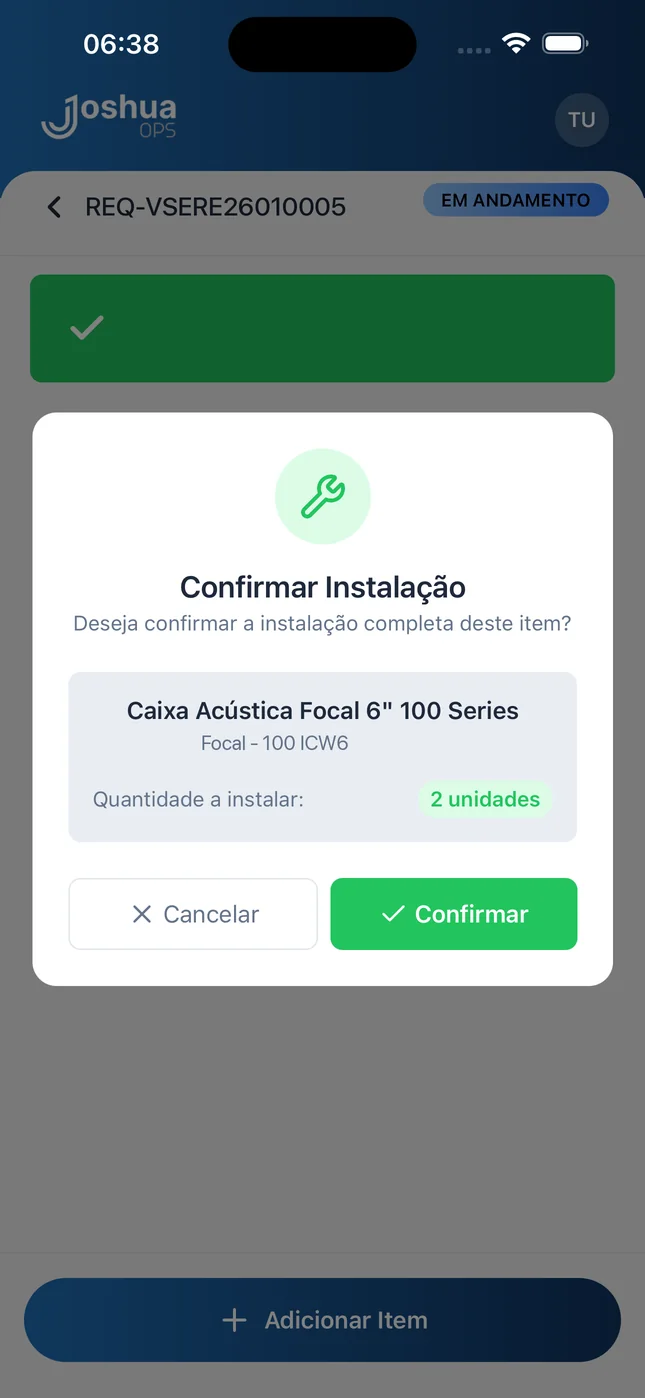 06:38
Joshua
OPS
TU
REQ-VSERE26010005
EM ANDAMENTO
Confirmar Instalação
Deseja confirmar a instalação completa deste item?
Caixa Acústica Focal 6" 100 Series
Focal - 100 ICW6
Quantidade a instalar:
2 unidades
Cancelar
Confirmar
Adicionar Item